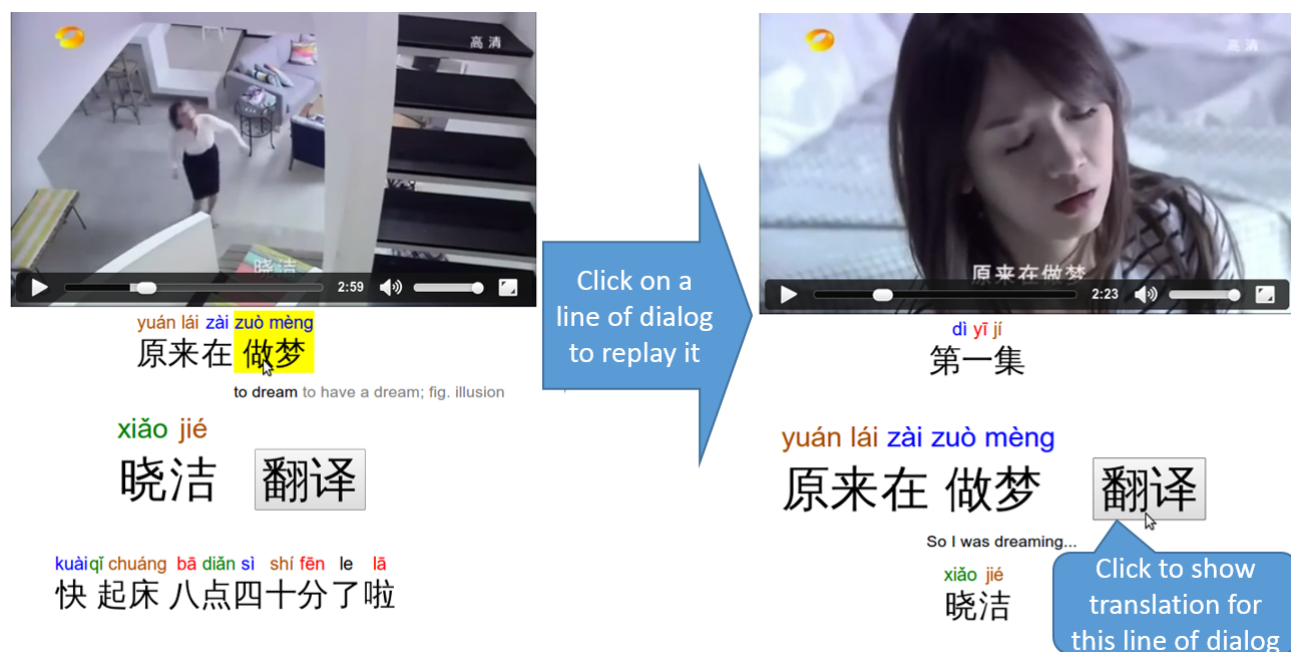 高清
晓洁
2:59
yuán lái zài zuò mèng
原来在 做梦
to dream to have a dream; fig. illusion
xiǎo jié
晓洁 翻译
kuàiqǐ chuáng bā diǎn sì shí fēn le lā
快 起床 八点四十分了啦
Click on a
line of dialog
to replay it
高清
原来在做梦
2:23
dì yī jí
第一集
yuán lái zài zuò mèng
原来在 做梦 翻译
So I was dreaming...
xiǎo jié
晓洁
Click to show
translation for
this line of dialog